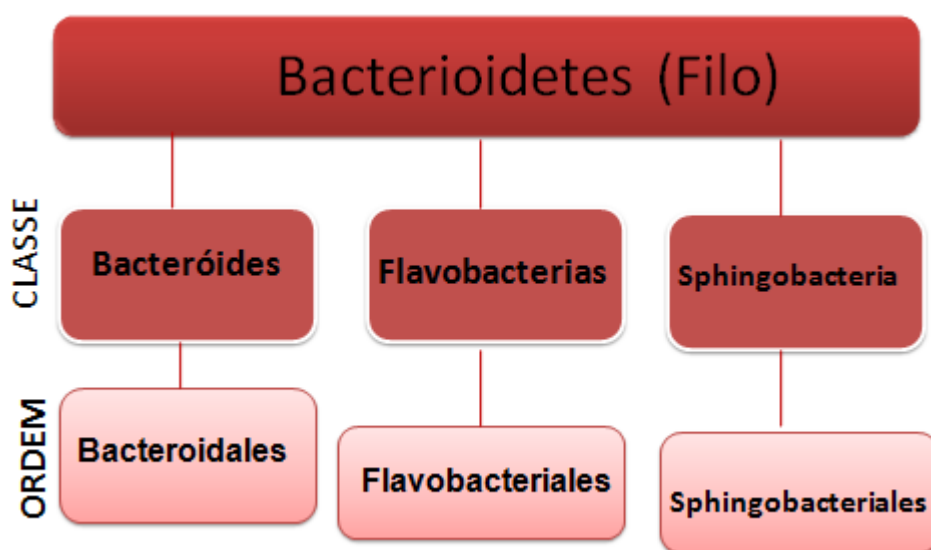 Bacterioidetes (Filo)
CLASSE
Bacteróides
Flavobacterias
Sphingobacteria
ORDEM
Bacteroidales
Flavobacteriales
Sphingobacteriales